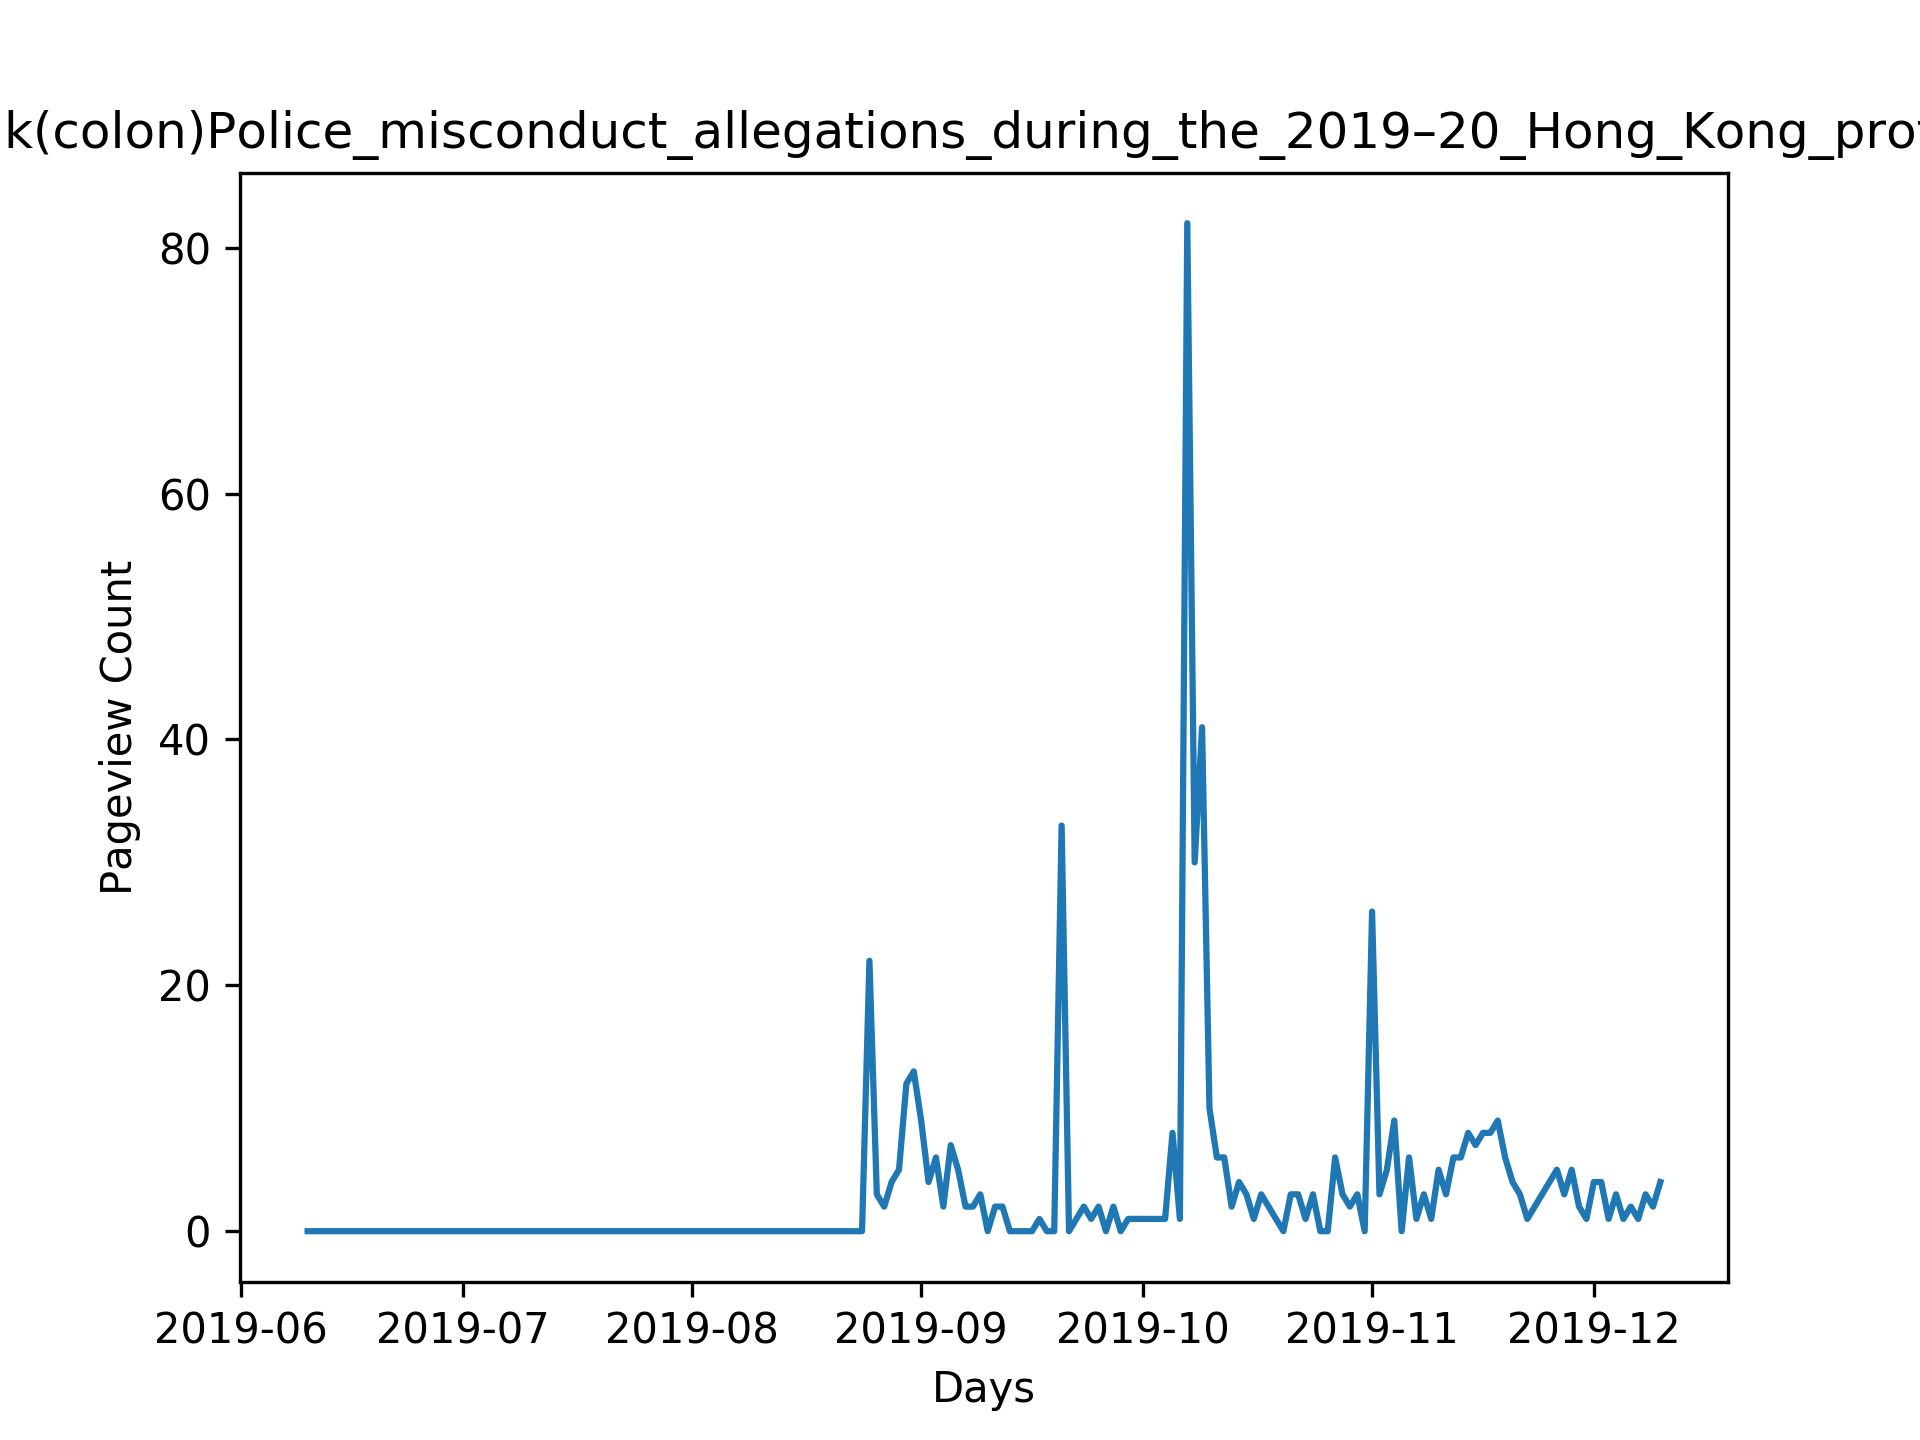 k(colon)Police_misconduct_allegations_during_the_2019–20_Hong_Kong_pro
80
60
40
20
0
Pageview Count
2019-06 2019-07 2019-08 2019-09 2019-10 2019-11 2019-12
Days